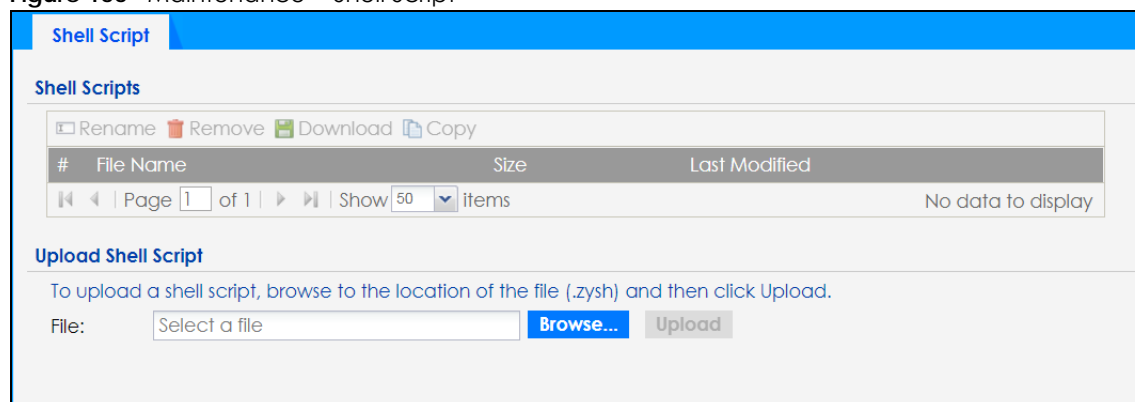 Shell Script
Shell Scripts
Rename Remove Download Copy
# File Name Size Last Modified
Page 1 of 1 Show 50 items No data to display
Upload Shell Script
To upload a shell script, browse to the location of the file (.zysh) and then click Upload.
File: Select a file Browse... Upload